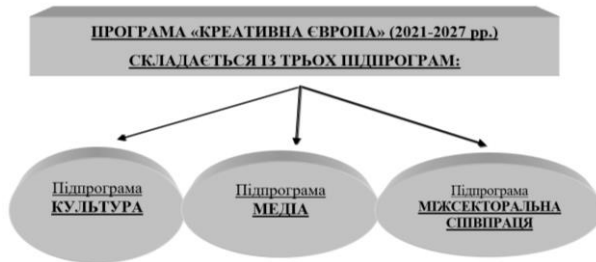 ПРОГРАМА «КРЕАТИВНА ЄВРОПА» (2021-2027 рр.)
СКЛАДАЄТЬСЯ ІЗ ТРЬОХ ПІДПРОГРАМ:
Підпрограма
КУЛЬТУРА
Підпрограма
МЕДІА
Підпрограма
МІЖСЕКТОРАЛЬНА
СПІВПРАЦЯ